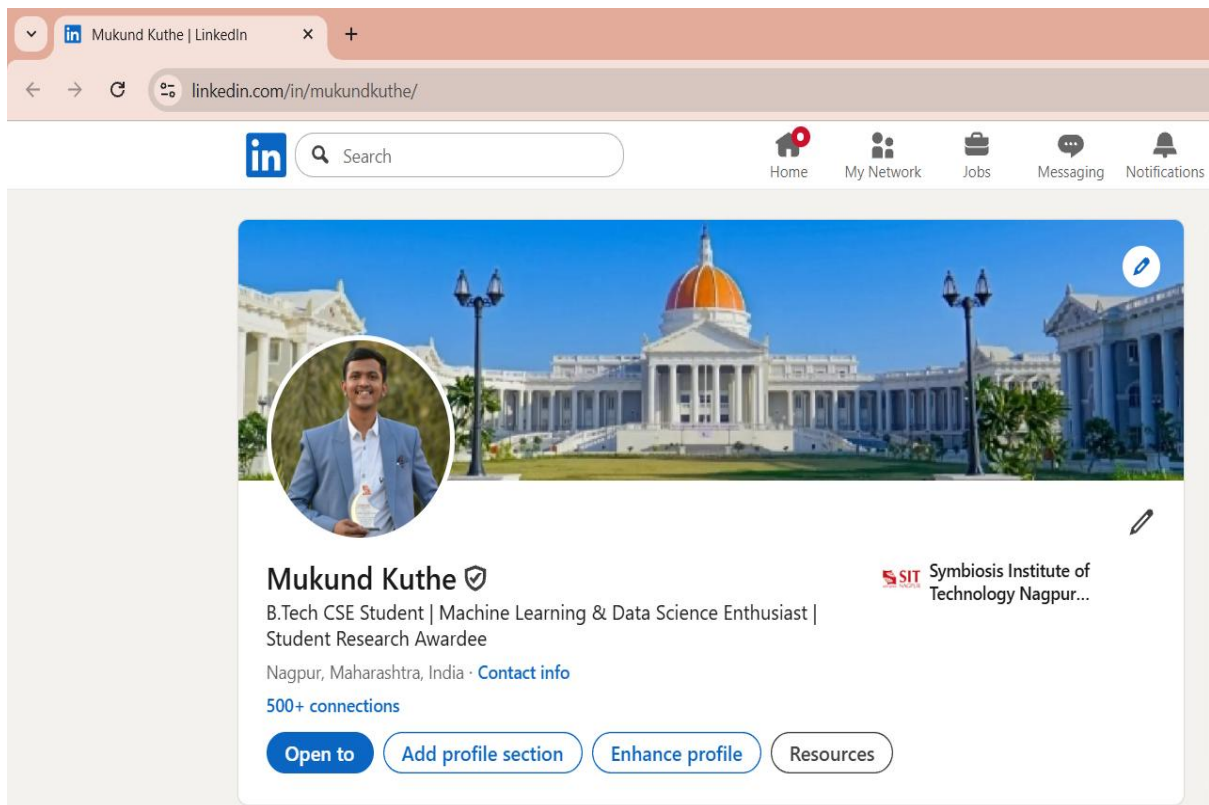 Mukund Kuthe | LinkedIn
linkedin.com/in/mukundkuthe/
in
Search
Home
My Network
Jobs
Messaging
Notifications
Mukund Kuthe
B.Tech CSE Student | Machine Learning & Data Science Enthusiast |
Student Research Awardee
Nagpur, Maharashtra, India · Contact info
500+ connections
SIT
Symbiosis Institute of
Technology Nagpur...
Open to
Add profile section
Enhance profile
Resources